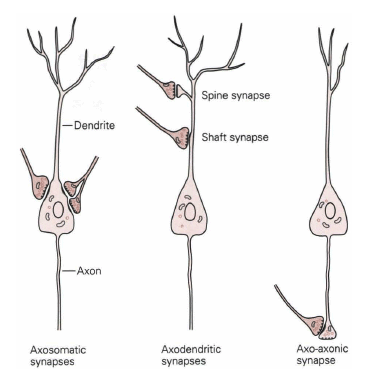 Spine synapse
Dendrite
Shaft synapse
Axon
Axosomatic
synapses
Axodendritic
synapses
Axo-axonic
synapse